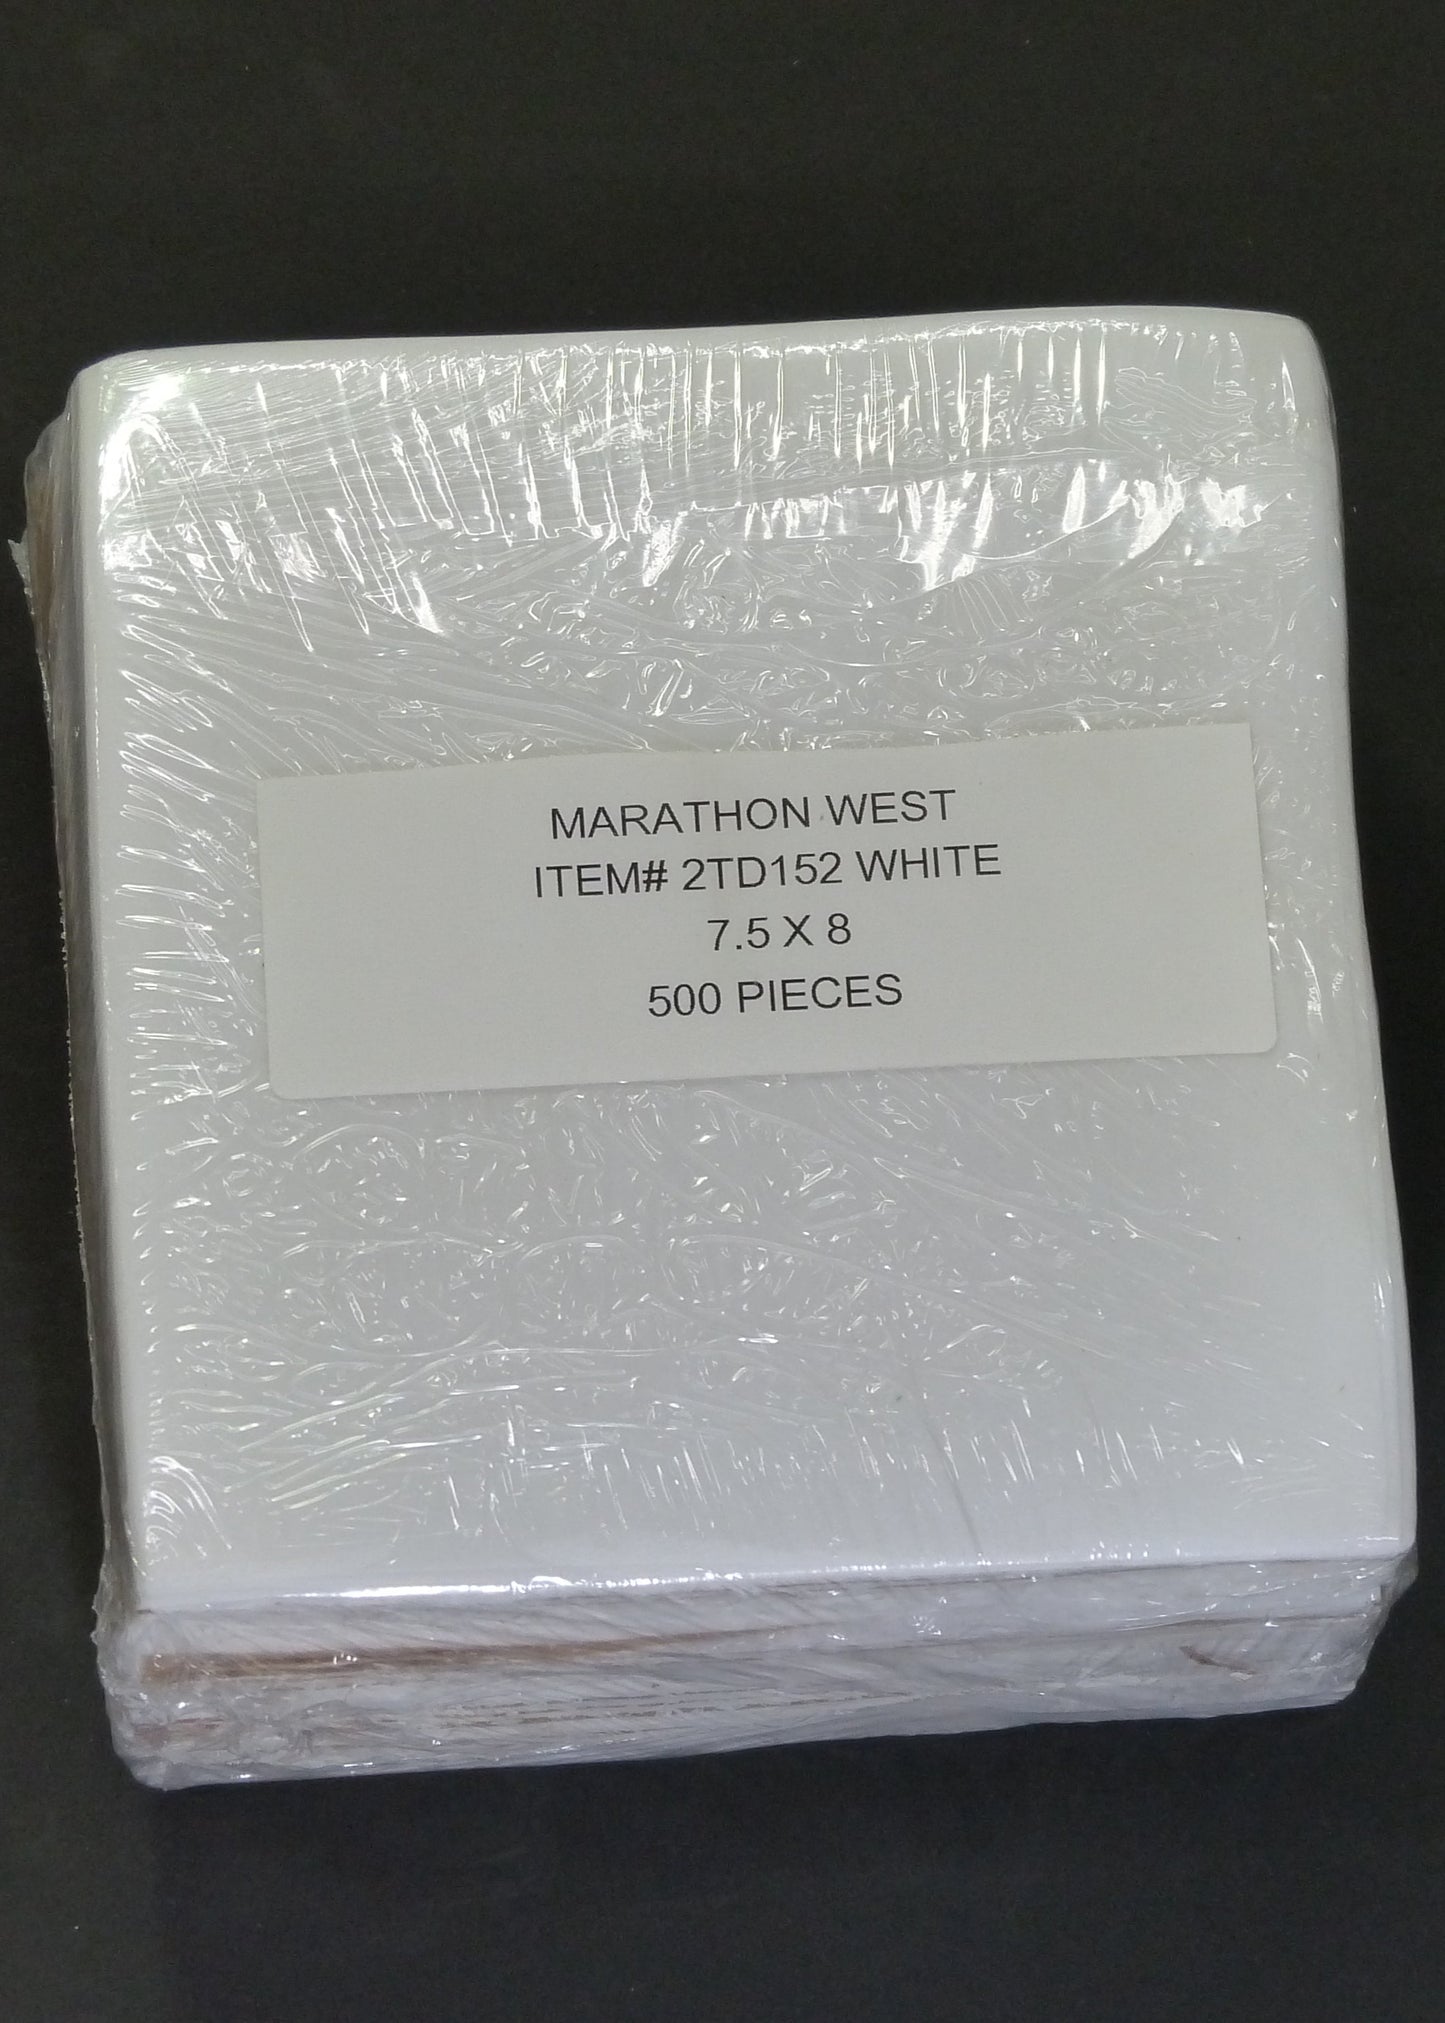 MARATHON WEST
ITEM# 2TD152 WHITE
7.5 X 8
500 PIECES